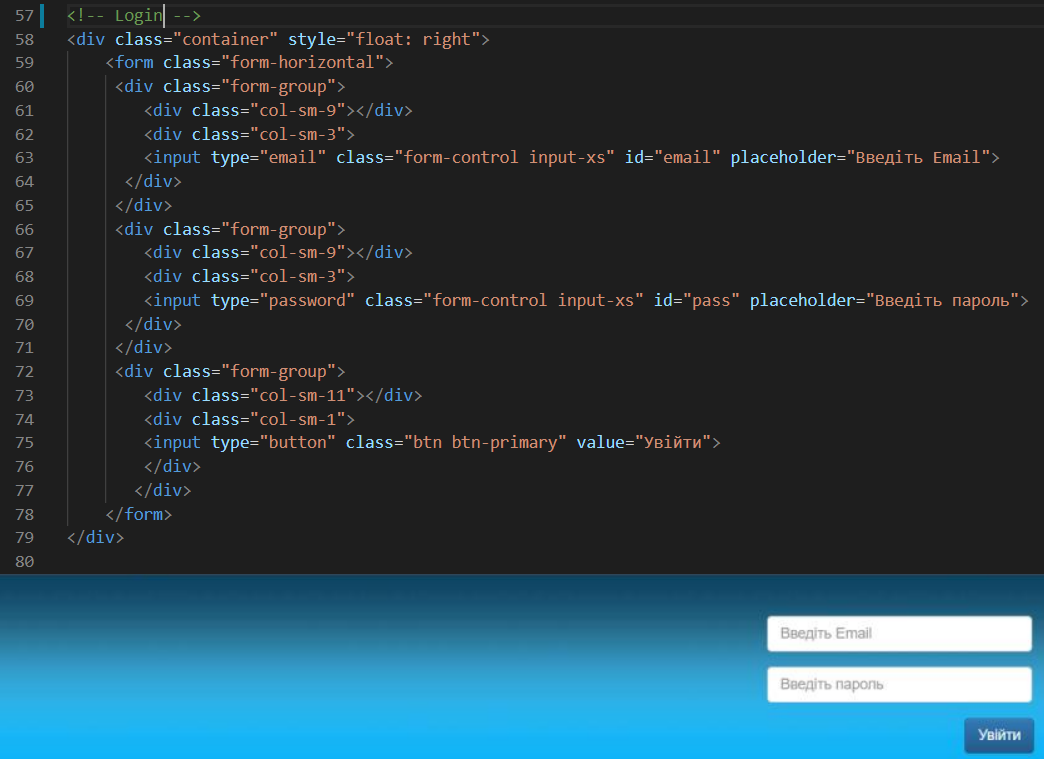 57 <!-- Login -->
58 <div class="container" style="float: right">
59 <form class="form-horizontal">
60 <div class="form-group">
61 <div class="col-sm-9"></div>
62 <div class="col-sm-3">
63 <input type="email" class="form-control input-xs" id="email" placeholder="Введіть Email">
64 </div>
65 </div>
66 <div class="form-group">
67 <div class="col-sm-9"></div>
68 <div class="col-sm-3">
69 <input type="password" class="form-control input-xs" id="pass" placeholder="Введіть пароль">
70 </div>
71 </div>
72 <div class="form-group">
73 <div class="col-sm-11"></div>
74 <div class="col-sm-1">
75 <input type="button" class="btn btn-primary" value="Увійти">
76 </div>
77 </div>
78 </form>
79 </div>
80
Введіть Email
Введіть пароль
Увійти